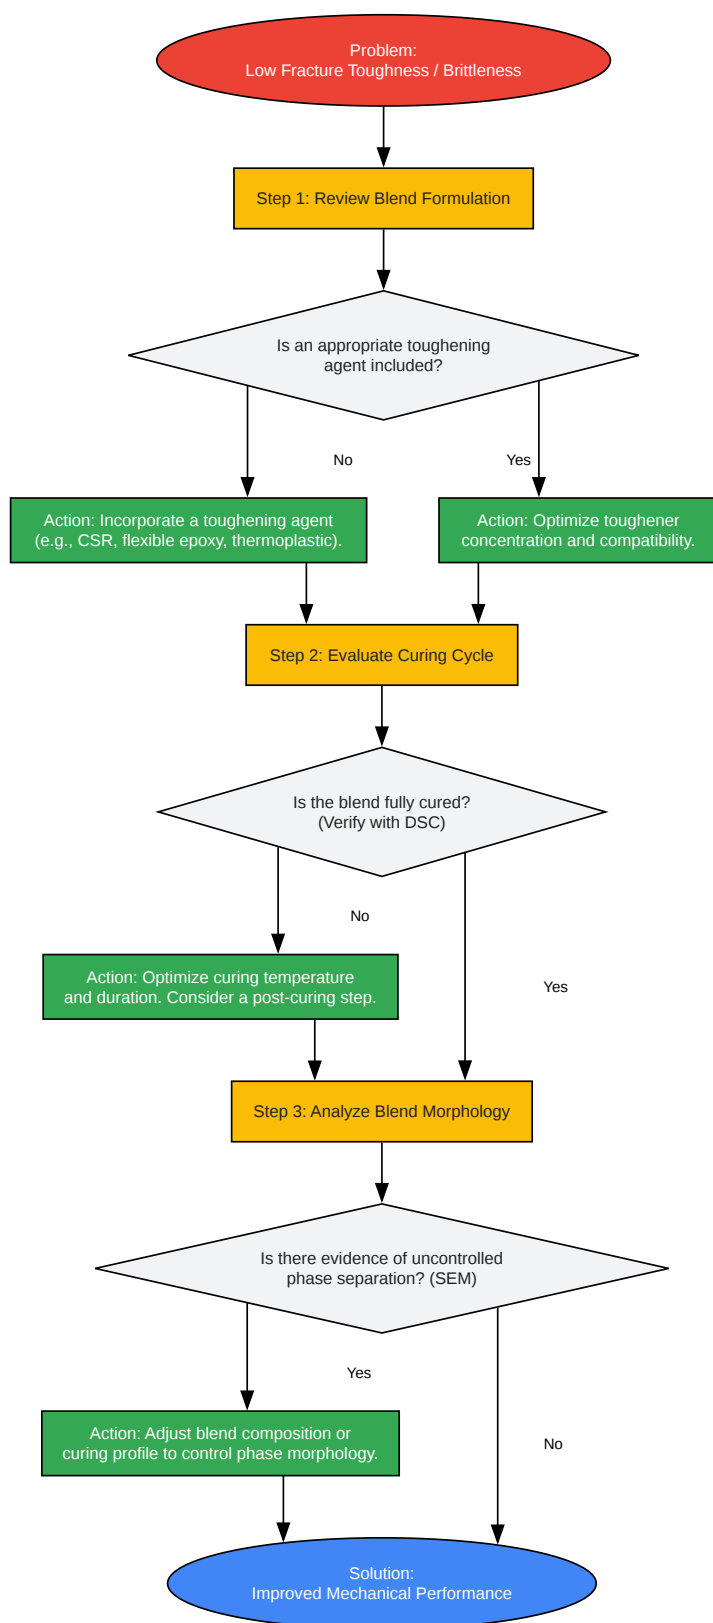 Problem:
Low Fracture Toughness / Brittleness
Step 1: Review Blend Formulation
Is an appropriate toughening
agent included?
No
Yes
Action: Incorporate a toughening agent
(e.g., CSR, flexible epoxy, thermoplastic).
Action: Optimize toughener
concentration and compatibility.
Step 2: Evaluate Curing Cycle
Is the blend fully cured?
(Verify with DSC)
No
Action: Optimize curing temperature
and duration. Consider a post-curing step.
Yes
Step 3: Analyze Blend Morphology
Is there evidence of uncontrolled
phase separation? (SEM)
Yes
Action: Adjust blend composition or
curing profile to control phase morphology.
No
Solution:
Improved Mechanical Performance